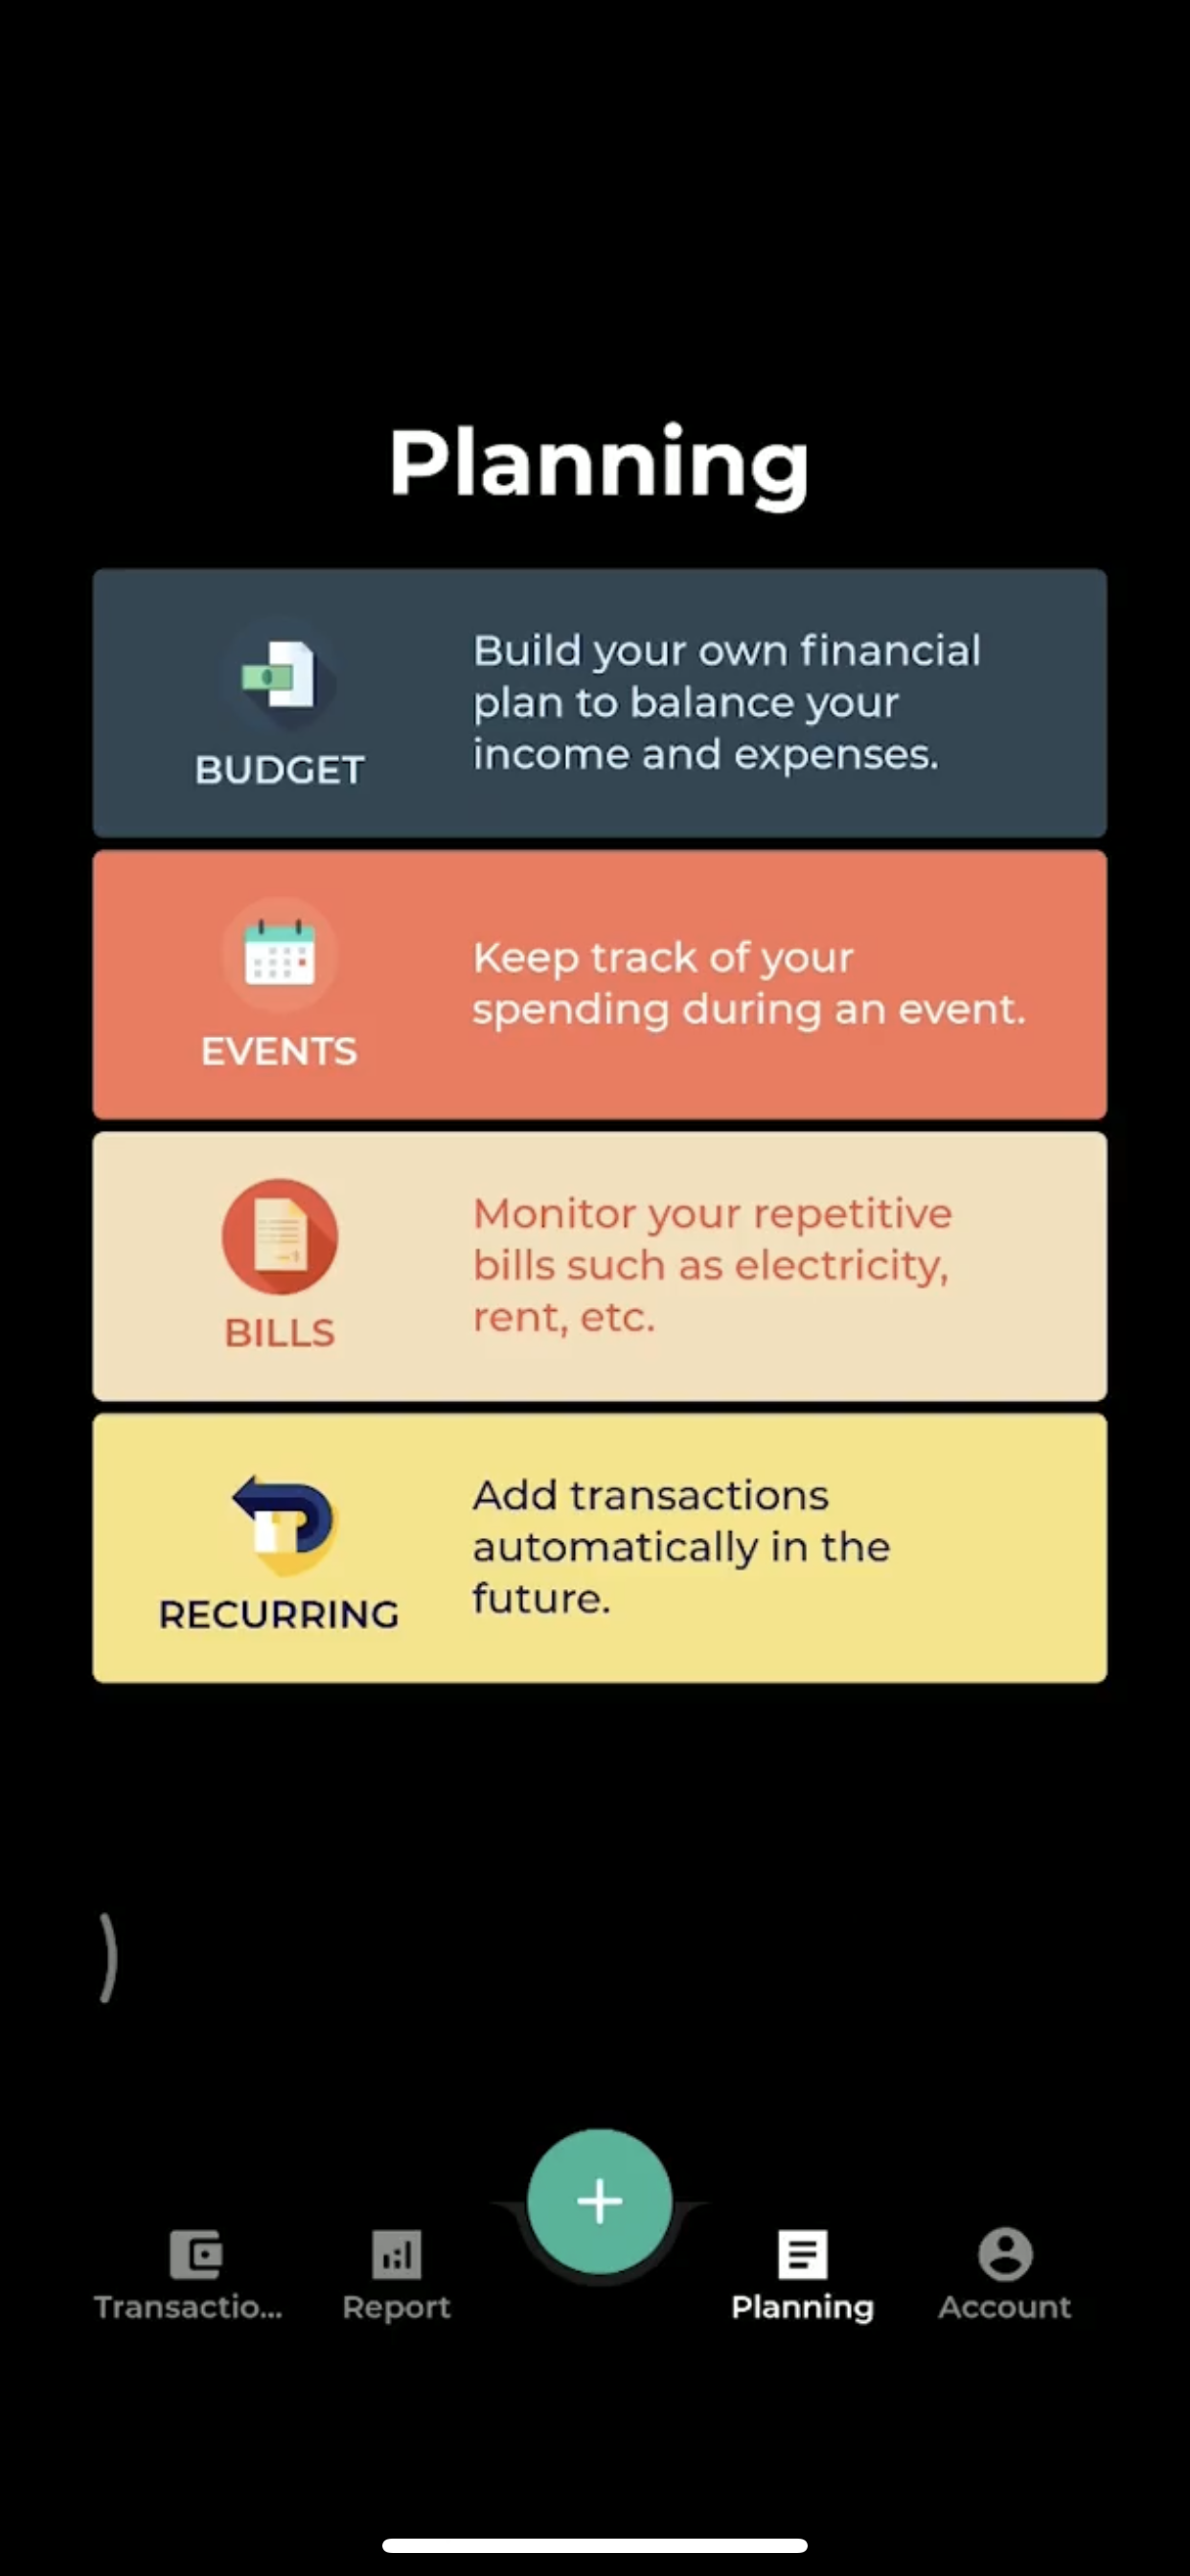 Planning
BUDGET
Build your own financial
plan to balance your
income and expenses.
EVENTS
Keep track of your
spending during an event.
BILLS
Monitor your repetitive
bills such as electricity,
rent, etc.
RECURRING
Add transactions
automatically in the
future.
Transactio...
Report
Planning
Account